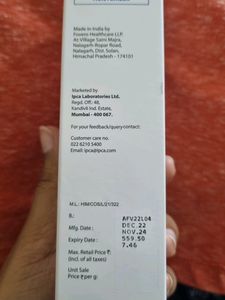 Made in India by
Foxens Healthcare LLP.
At-Village Saini Majra,
Nalagarh-Ropar Road,
Nalagarh, Dist. Solan,
Himachal Pradesh - 174101
Marketed by
Ipca Laboratories Ltd.
Regd. Off.: 48,
Kandivli Ind. Estate,
Mumbai - 400 067.
For your feedback/query contact:
Customer care no.
022 6210 5400
Email: ipca@ipca.com
M.L.: HIM/COS/L/21/322
B.: AFV22L04
Mfg. Date : DEC.22
Expiry Date : NOV.24
Max. Retail Price ₹: 559.50
(Incl. of all taxes) 7.46
Unit Sale
Price (₹ per g):